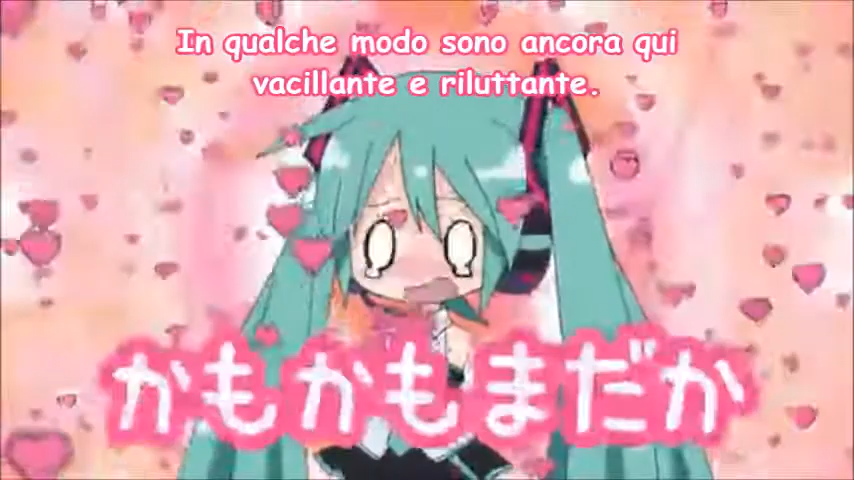 In qualche modo sono ancora qui
vacillante e riluttante.
かもかもまだか